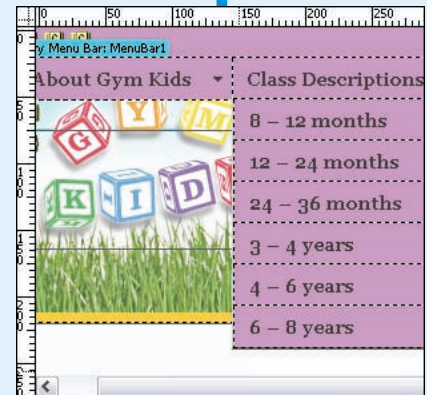 0 50 100 150 200 250
y Menu Bar: MenuBar1
About Gym Kids Class Descriptions
8 – 12 months
G Y M
12 – 24 months
K I D
24 – 36 months
3 – 4 years
4 – 6 years
6 – 8 years